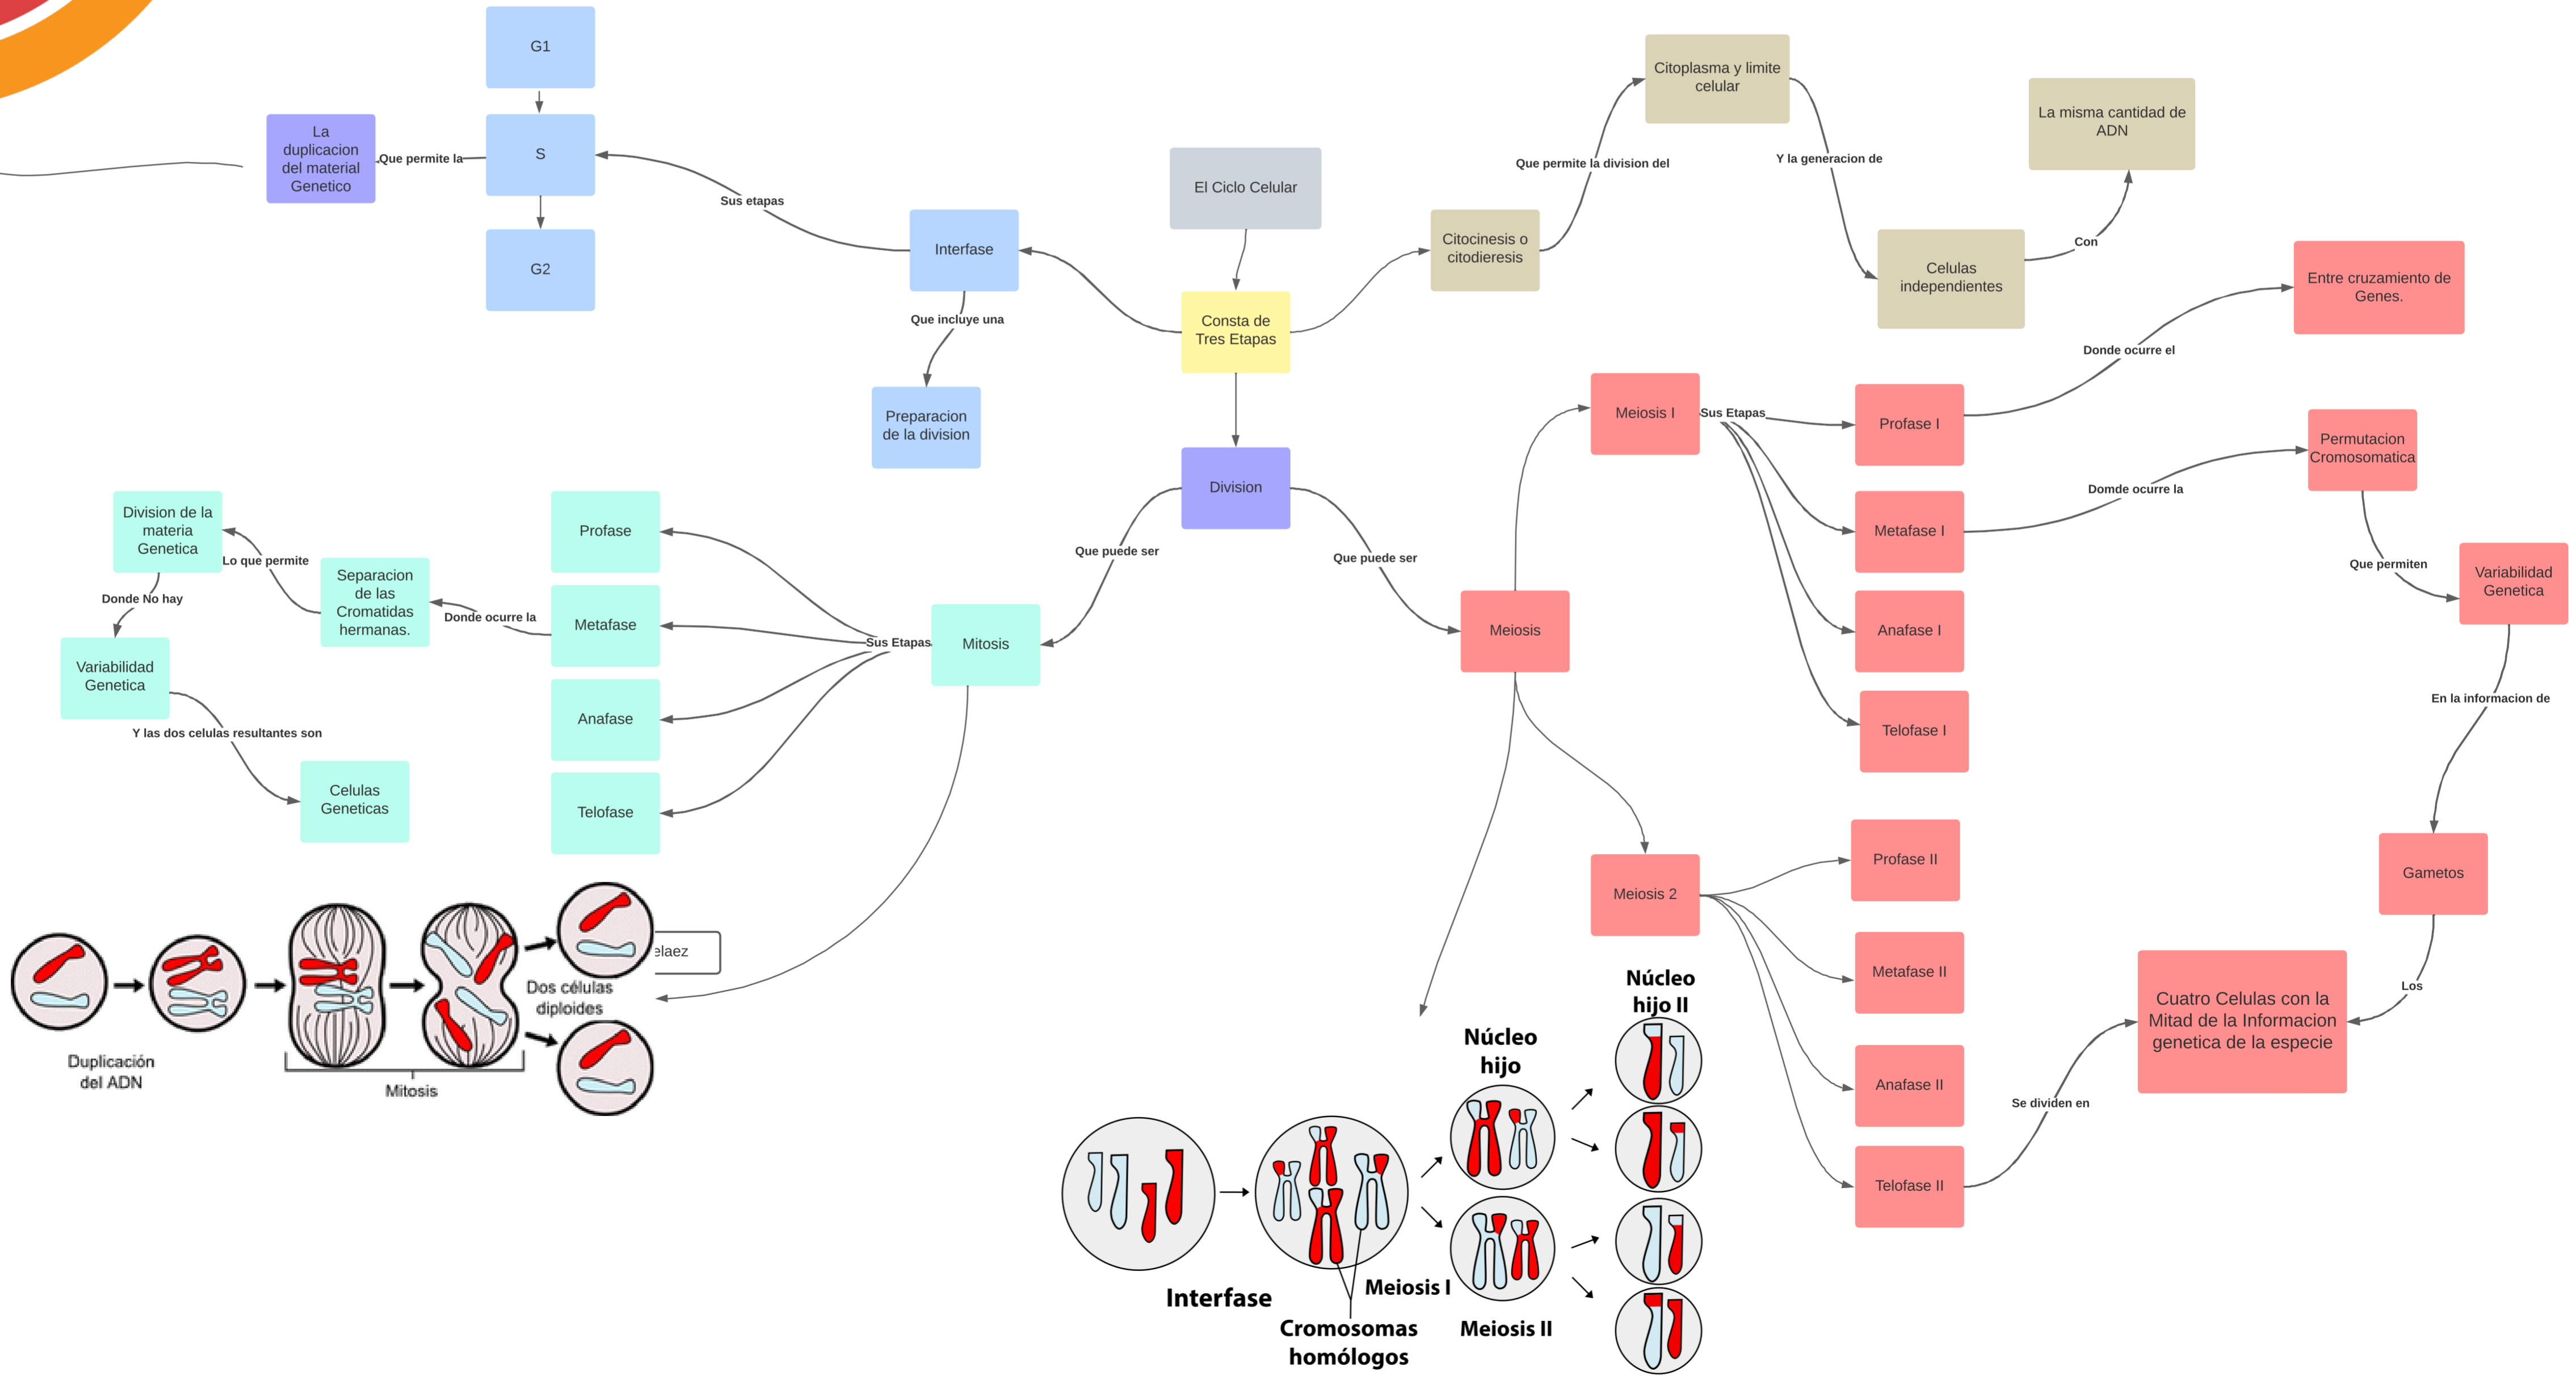 G1
La
duplicacion
del material
Genetico
Que permite la
S
G2
Sus etapas
Interfase
Que incluye una
Preparacion
de la division
El Ciclo Celular
Consta de
Tres Etapas
Citocinesis o
citodieresis
Que permite la division del
Citoplasma y limite
celular
Y la generacion de
Celulas
independientes
Con
La misma cantidad de
ADN
Division
Que puede ser
Que puede ser
Mitosis
Sus Etapas
Profase
Metafase
Anafase
Telofase
Donde ocurre la
Separacion
de las
Cromatidas
hermanas.
Lo que permite
Division de la
materia
Genetica
Donde No hay
Variabilidad
Genetica
Y las dos celulas resultantes son
Celulas
Geneticas
Meiosis
Meiosis I
Sus Etapas
Profase I
Metafase I
Anafase I
Telofase I
Donde ocurre el
Entre cruzamiento de
Genes.
Domde ocurre la
Permutacion
Cromosomatica
Que permiten
Variabilidad
Genetica
En la informacion de
Gametos
Los
Cuatro Celulas con la
Mitad de la Informacion
genetica de la especie
Meiosis 2
Profase II
Metafase II
Anafase II
Telofase II
Se dividen en
elaez
Dos células
diploides
Duplicación
del ADN
Mitosis
Interfase
Cromosomas
homólogos
Meiosis I
Meiosis II
Núcleo
hijo
Núcleo
hijo II